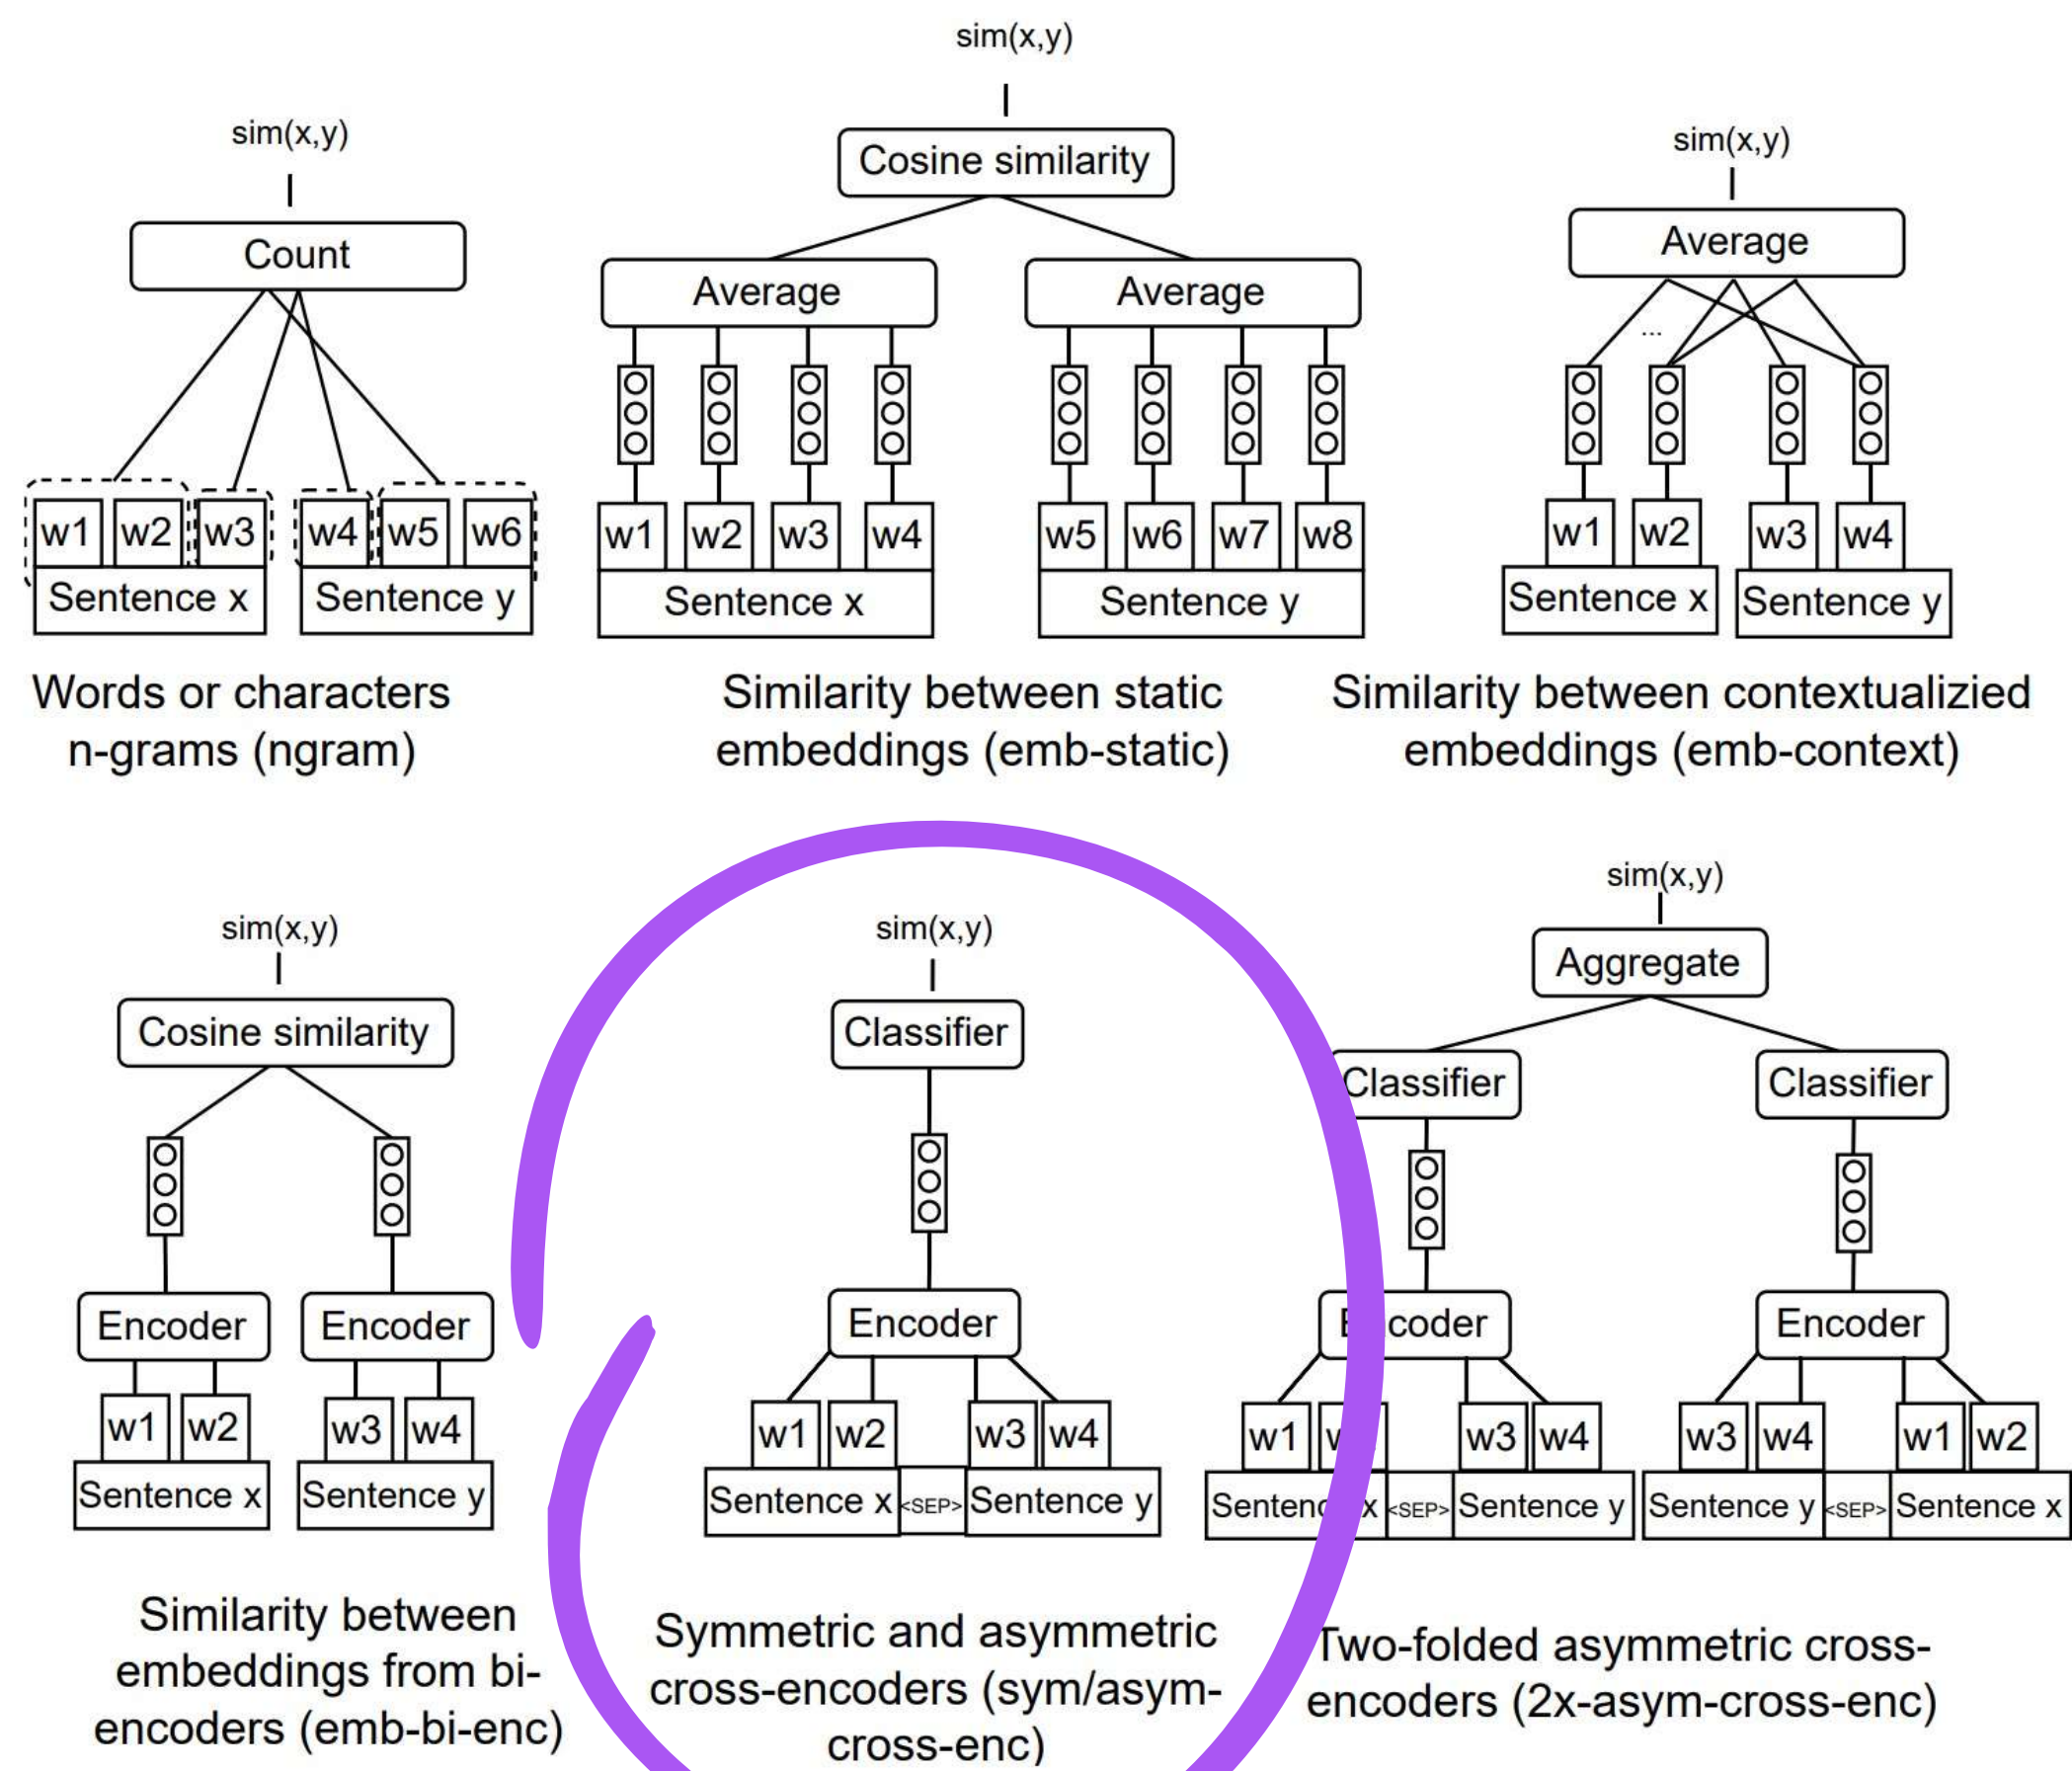 sim(x,y)
Count
w1 w2 w3 w4 w5 w6
Sentence x Sentence y
Words or characters
n-grams (ngram)
sim(x,y)
Cosine similarity
Average Average
w1 w2 w3 w4 w5 w6 w7 w8
Sentence x Sentence y
Similarity between static
embeddings (emb-static)
sim(x,y)
Average
...
w1 w2 w3 w4
Sentence x Sentence y
Similarity between contextualizied
embeddings (emb-context)
sim(x,y)
Cosine similarity
Encoder Encoder
w1 w2 w3 w4
Sentence x Sentence y
Similarity between
embeddings from bi-
encoders (emb-bi-enc)
sim(x,y)
Classifier
Encoder
w1 w2 w3 w4
Sentence x <SEP> Sentence y
Symmetric and asymmetric
cross-encoders (sym/asym-
cross-enc)
sim(x,y)
Aggregate
Classifier Classifier
Encoder Encoder
w1 w3 w4 w3 w4 w1 w2
Sentence x <SEP> Sentence y Sentence y <SEP> Sentence x
Two-folded asymmetric cross-
encoders (2x-asym-cross-enc)